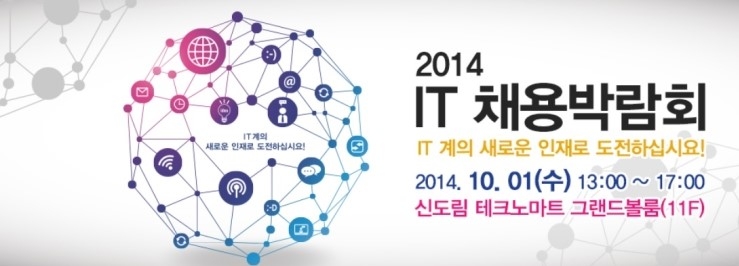 IT계의
새로운 인재로 도전하십시요!
2014
IT 채용박람회
IT 계의 새로운 인재로 도전하십시요!
2014. 10. 01(수) 13:00 ~ 17:00
신도림 테크노마트 그랜드볼룸(11F)